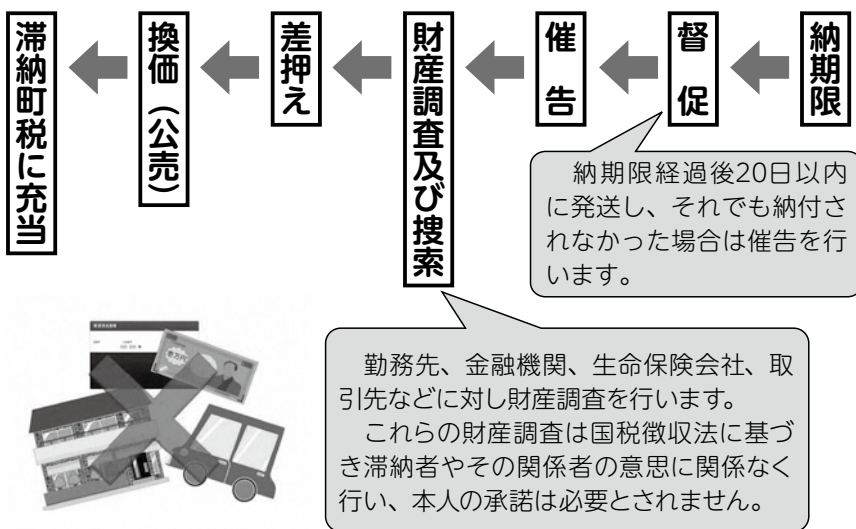 納期限
督促
催告
財産調査及び捜索
差押え
換価（公売）
滞納町税に充当
納期限経過後20日以内
に発送し、それでも納付さ
れなかった場合は催告を行
います。
勤務先、金融機関、生命保険会社、取
引先などに対し財産調査を行います。
これらの財産調査は国税徴収法に基づ
き滞納者やその関係者の意思に関係なく
行い、本人の承諾は必要とされません。
壱万円